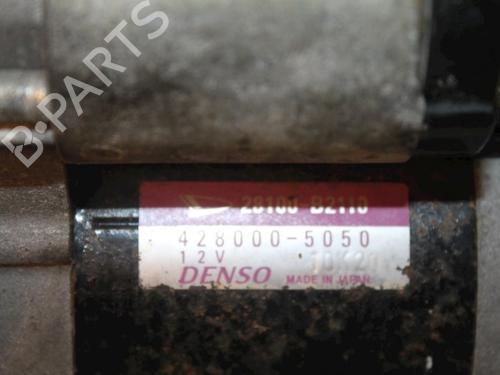 B-PARTS
28100-B2110
428000-5050
12V
DENSO MADE IN JAPAN